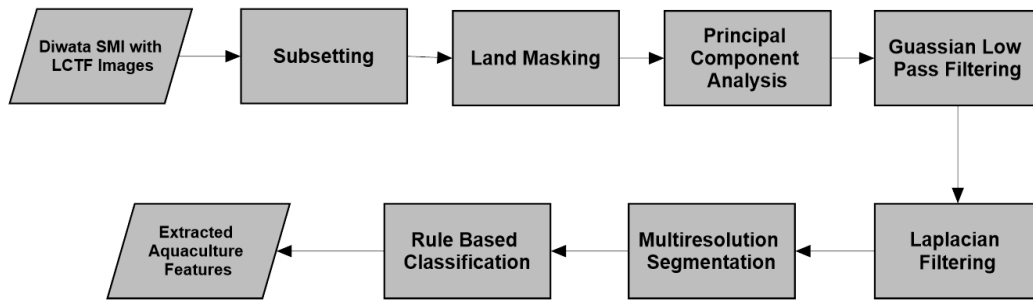 Diwata SMI with
LCTF Images
Subsetting
Land Masking
Principal
Component
Analysis
Guassian Low
Pass Filtering
Laplacian
Filtering
Multiresolution
Segmentation
Rule Based
Classification
Extracted
Aquaculture
Features